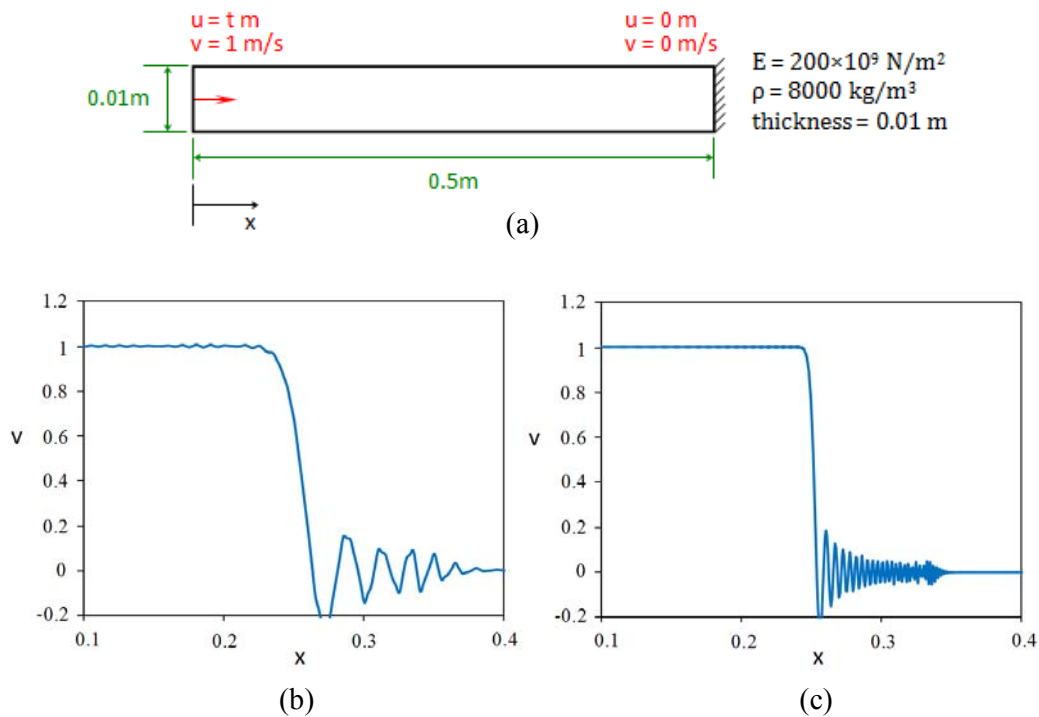 u = t m
v = 1 m/s
u = 0 m
v = 0 m/s
E = 200×10⁹ N/m²
ρ = 8000 kg/m³
thickness = 0.01 m
0.01m
0.5m
x
(a)
1.2
1
0.8
0.6
0.4
0.2
0
-0.2
v
0.1
0.2
0.3
0.4
x
(b)
1.2
1
0.8
0.6
0.4
0.2
0
-0.2
v
0.1
0.2
0.3
0.4
x
(c)